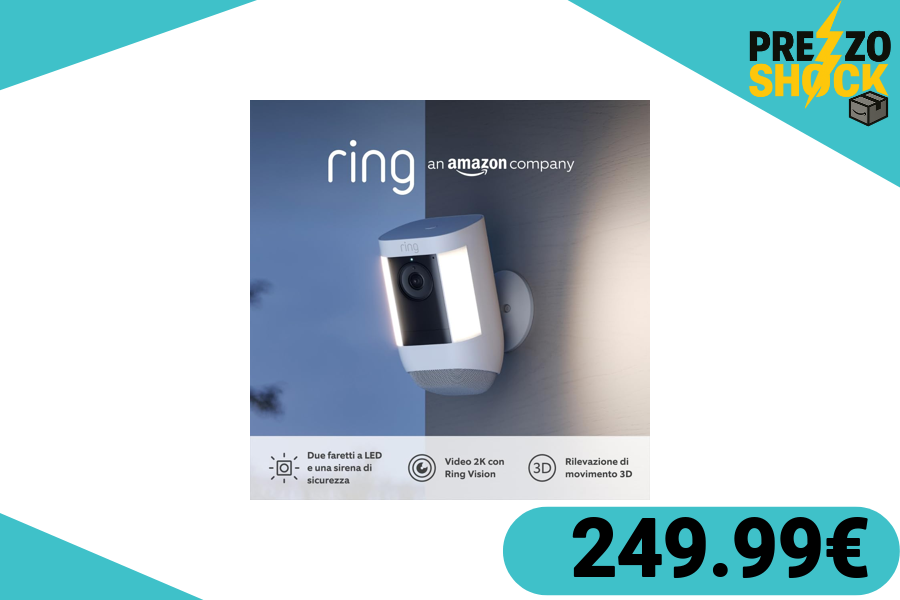 PREZZO
SHOCK
ring an amazon company
ring
Due faretti a LED
e una sirena di
sicurezza
Video 2K con
Ring Vision
3D
Rilevazione di
movimento 3D
249.99€